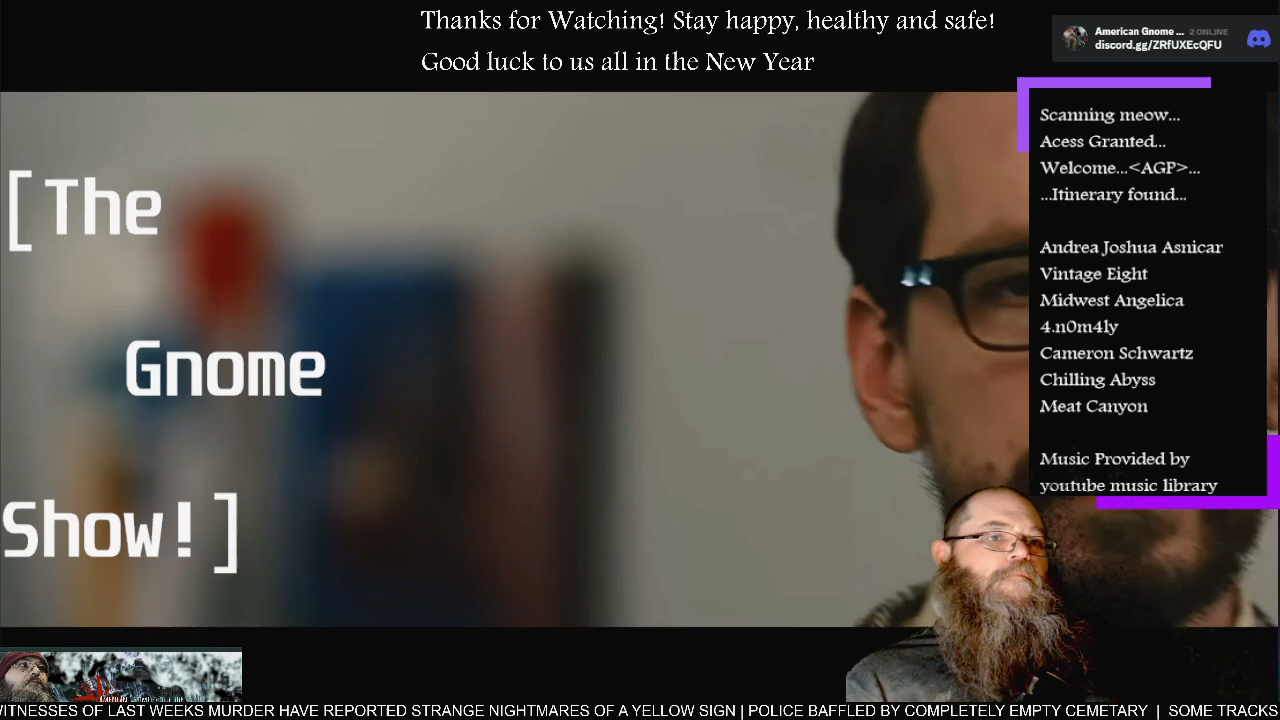 Thanks for Watching! Stay happy, healthy and safe!
Good luck to us all in the New Year
American Gnome ... 2 ONLINE
discord.gg/ZRfUXEcQFU
[The
Gnome
Show!]
Scanning meow...
Acess Granted...
Welcome...<AGP>...
...Itinerary found...
Andrea Joshua Asnicar
Vintage Eight
Midwest Angelica
4.n0m4ly
Cameron Schwartz
Chilling Abyss
Meat Canyon
Music Provided by
youtube music library
WITNESSES OF LAST WEEKS MURDER HAVE REPORTED STRANGE NIGHTMARES OF A YELLOW SIGN | POLICE BAFFLED BY COMPLETELY EMPTY CEMETARY | SOME TRACKS